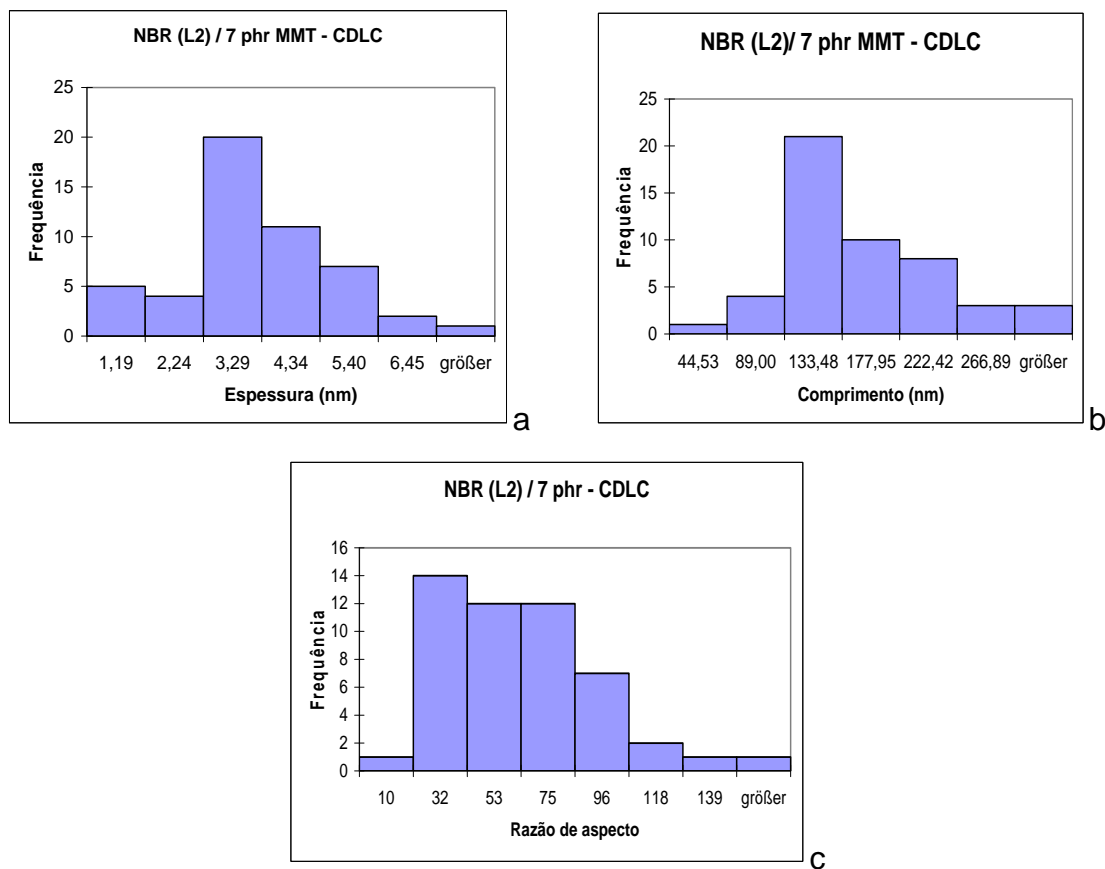 NBR (L2) / 7 phr MMT - CDLC
25
20
15
10
5
0
Frequência
1,19 2,24 3,29 4,34 5,40 6,45 größer
Espessura (nm)
a
NBR (L2)/ 7 phr MMT - CDLC
25
20
15
10
5
0
Frequência
44,53 89,00 133,48 177,95 222,42 266,89 größer
Comprimento (nm)
b
NBR (L2) / 7 phr - CDLC
16
14
12
10
8
6
4
2
0
Frequência
10 32 53 75 96 118 139 größer
Razão de aspecto
c